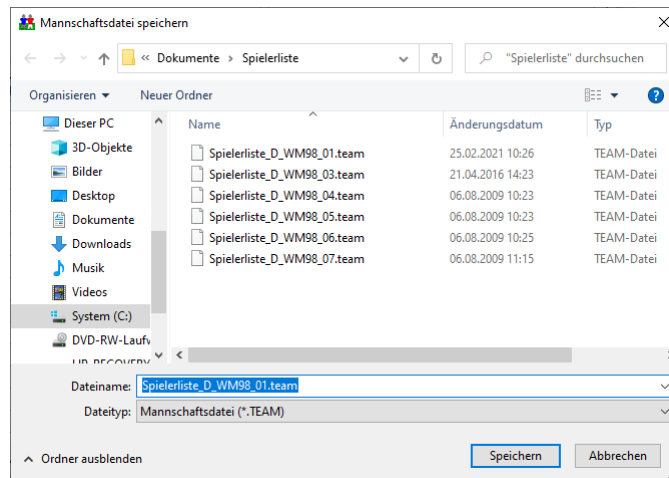 Mannschaftsdatei speichern
« Dokumente › Spielerliste
"Spielerliste" durchsuchen
Organisieren
Neuer Ordner
?
Name Änderungsdatum Typ
Dieser PC
3D-Objekte
Bilder
Desktop
Dokumente
Downloads
Musik
Videos
System (C:)
DVD-RW-Laufw
Spielerliste_D_WM98_01.team 25.02.2021 10:26 TEAM-Datei
Spielerliste_D_WM98_03.team 21.04.2016 14:23 TEAM-Datei
Spielerliste_D_WM98_04.team 06.08.2009 10:23 TEAM-Datei
Spielerliste_D_WM98_05.team 06.08.2009 10:23 TEAM-Datei
Spielerliste_D_WM98_06.team 06.08.2009 10:25 TEAM-Datei
Spielerliste_D_WM98_07.team 06.08.2009 11:15 TEAM-Datei
Dateiname: Spielerliste_D_WM98_01.team
Dateityp: Mannschaftsdatei (*.TEAM)
Ordner ausblenden
Speichern
Abbrechen